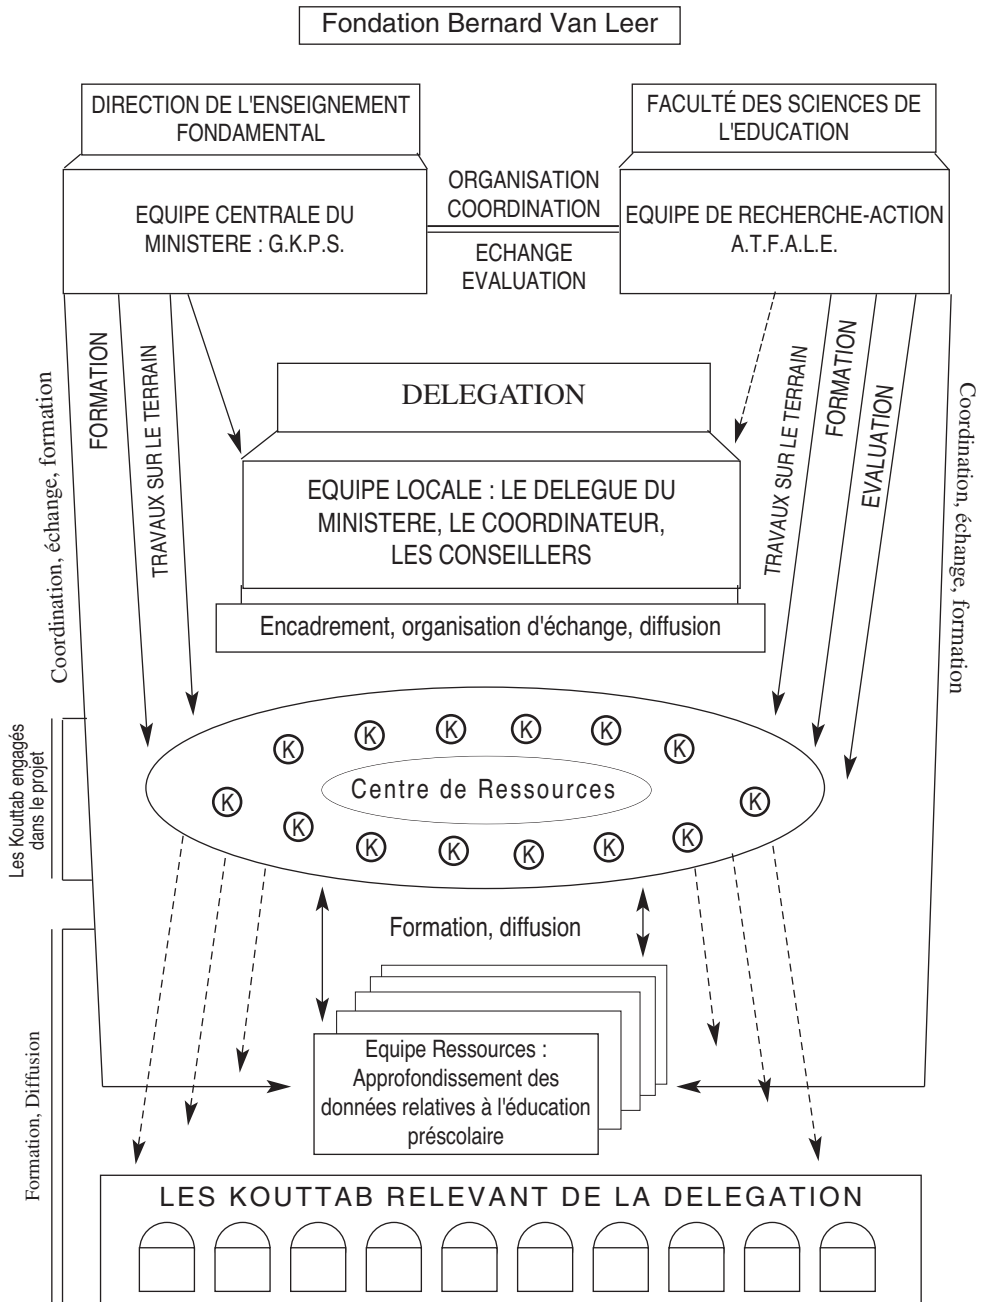 Fondation Bernard Van Leer
DIRECTION DE L'ENSEIGNEMENT
FONDAMENTAL
FACULTÉ DES SCIENCES DE
L'EDUCATION
EQUIPE CENTRALE DU
MINISTERE : G.K.P.S.
ORGANISATION
COORDINATION
ECHANGE
EVALUATION
EQUIPE DE RECHERCHE-ACTION
A.T.F.A.L.E.
Coordination, échange, formation
FORMATION
TRAVAUX SUR LE TERRAIN
DELEGATION
EQUIPE LOCALE : LE DELEGUE DU
MINISTERE, LE COORDINATEUR,
LES CONSEILLERS
Encadrement, organisation d'échange, diffusion
TRAVAUX SUR LE TERRAIN
FORMATION
EVALUATION
Coordination, échange, formation
Les Kouttab engagés
dans le projet
K
K
K
K
K
K
K
K
Centre de Ressources
K
K
K
K
K
K
Formation, diffusion
Formation, Diffusion
Equipe Ressources :
Approfondissement des
données relatives à l'éducation
préscolaire
LES KOUTTAB RELEVANT DE LA DELEGATION